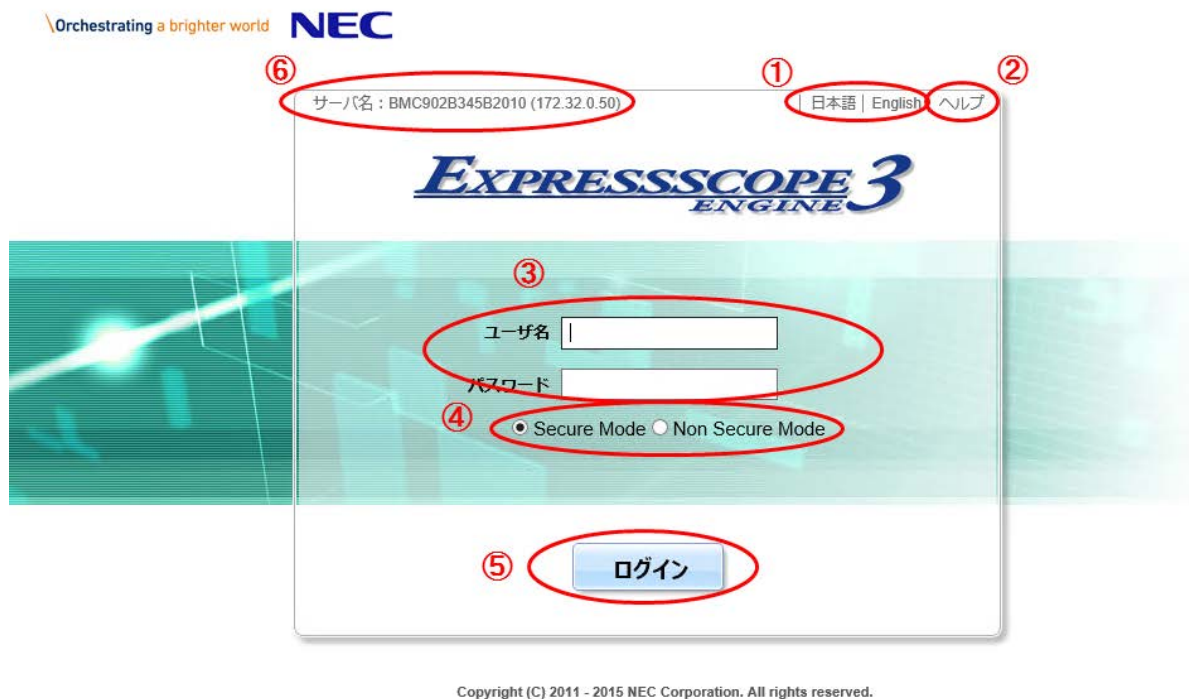 \Orchestrating a brighter world NEC
⑥ ① ②
サーバ名：BMC902B345B2010 (172.32.0.50) | 日本語 | English | ヘルプ
EXPRESSSCOPE 3
ENGINE
③
ユーザ名
パスワード
④
Secure Mode Non Secure Mode
⑤ ログイン
Copyright (C) 2011 - 2015 NEC Corporation. All rights reserved.